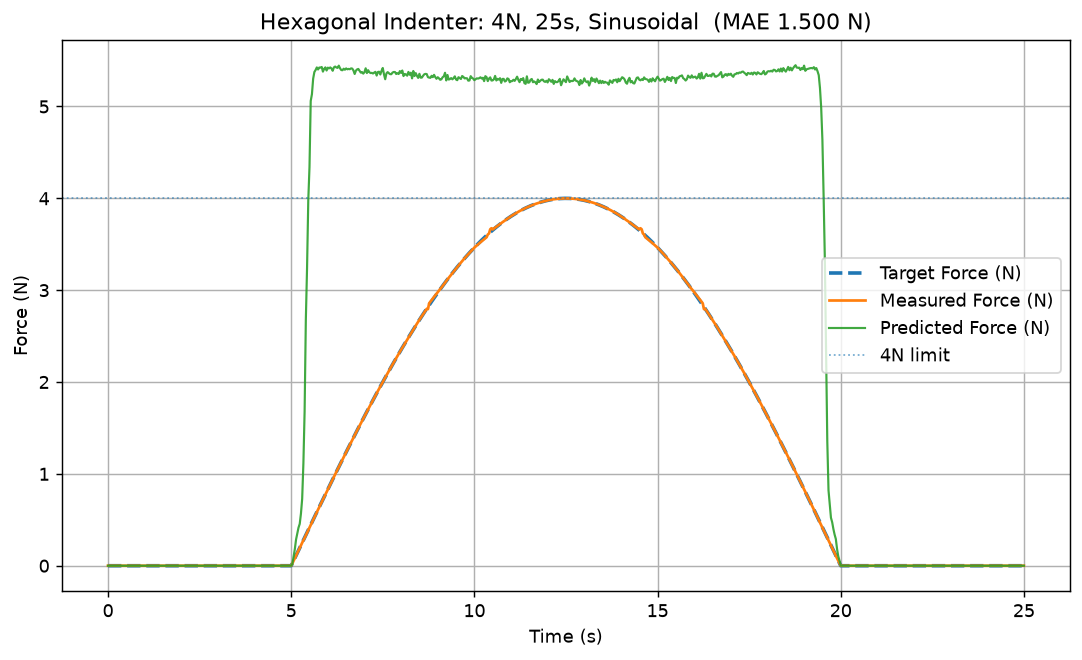 Hexagonal Indenter: 4N, 25s, Sinusoidal  (MAE 1.500 N)
Force (N)
5
4
3
2
1
0
Target Force (N)
Measured Force (N)
Predicted Force (N)
4N limit
0 5 10 15 20 25
Time (s)